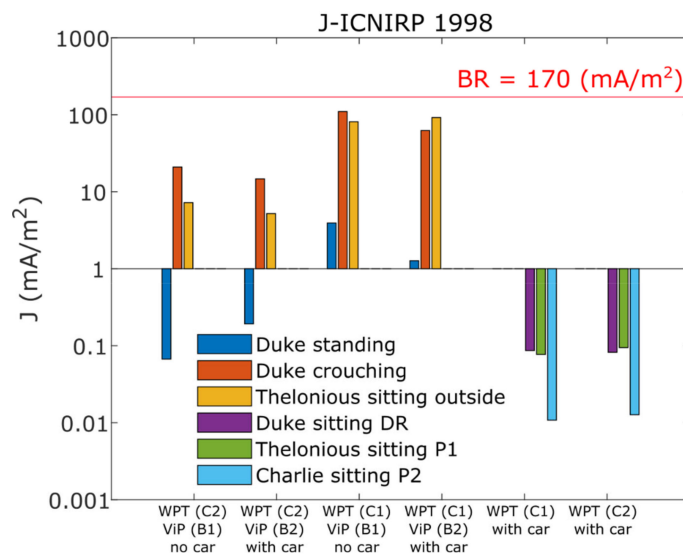 J-ICNIRP 1998
1000
BR = 170 (mA/m²)
100
10
1
0.1
0.01
0.001
J (mA/m²)
Duke standing
Duke crouching
Thelonious sitting outside
Duke sitting DR
Thelonious sitting P1
Charlie sitting P2
WPT (C2)
ViP (B1)
no car
WPT (C2)
ViP (B2)
with car
WPT (C1)
ViP (B1)
no car
WPT (C1)
ViP (B2)
with car
WPT (C1)
with car
WPT (C2)
with car